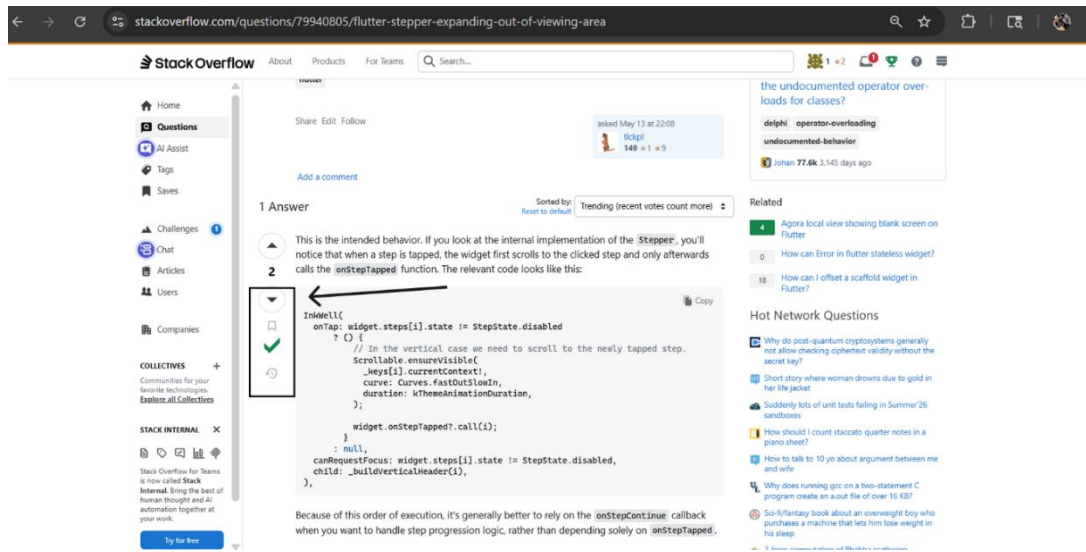 stackoverflow.com/questions/79940805/flutter-stepper-expanding-out-of-viewing-area
Stack Overflow
About
Products
For Teams
Search...
1 •2
1
Home
Questions
AI Assist
Tags
Saves
Challenges 1
Chat
Articles
Users
Companies
COLLECTIVES +
Communities for your
favorite technologies.
Explore all Collectives
STACK INTERNAL X
Stack Overflow for Teams
is now called Stack
Internal. Bring the best of
human thought and AI
automation together at
your work.
Try for free
flutter
Share Edit Follow
asked May 13 at 22:08
149 •1 •9
Add a comment
1 Answer
Sorted by:
Reset to default
Trending (recent votes count more)
2
This is the intended behavior. If you look at the internal implementation of the Stepper, you'll
notice that when a step is tapped, the widget first scrolls to the clicked step and only afterwards
calls the onStepTapped function. The relevant code looks like this:
Copy
InkWell(
onTap: widget.steps[i].state != StepState.disabled
? () {
// In the vertical case we need to scroll to the newly tapped step.
Scrollable.ensureVisible(
_keys[i].currentContext!,
curve: Curves.fastOutSlowIn,
duration: kThemeAnimationDuration,
);
widget.onStepTapped?.call(i);
}
: null,
canRequestFocus: widget.steps[i].state != StepState.disabled,
child: _buildVerticalHeader(i),
),
Because of this order of execution, it's generally better to rely on the onStepContinue callback
when you want to handle step progression logic, rather than depending solely on onStepTapped.
the undocumented operator over-
loads for classes?
delphi operator-overloading
undocumented-behavior
Johan 77.6k 3,145 days ago
Related
4 Agora local view showing blank screen on
Flutter
0 How can Error in flutter stateless widget?
18 How can I offset a scaffold widget in
Flutter?
Hot Network Questions
Why do post-quantum cryptosystems generally
not allow checking ciphertext validity without the
secret key?
Short story where woman drowns due to gold in
her life jacket
Suddenly lots of unit tests failing in Summer'26
sandboxes
How should I count staccato quarter notes in a
piano sheet?
How to talk to 10 yo about argument between me
and wife
Why does running gcc on a two-statement C
program create an a.out file of over 16 KB?
Sci-fi/fantasy book about an overweight boy who
purchases a machine that lets him lose weight in
his sleep